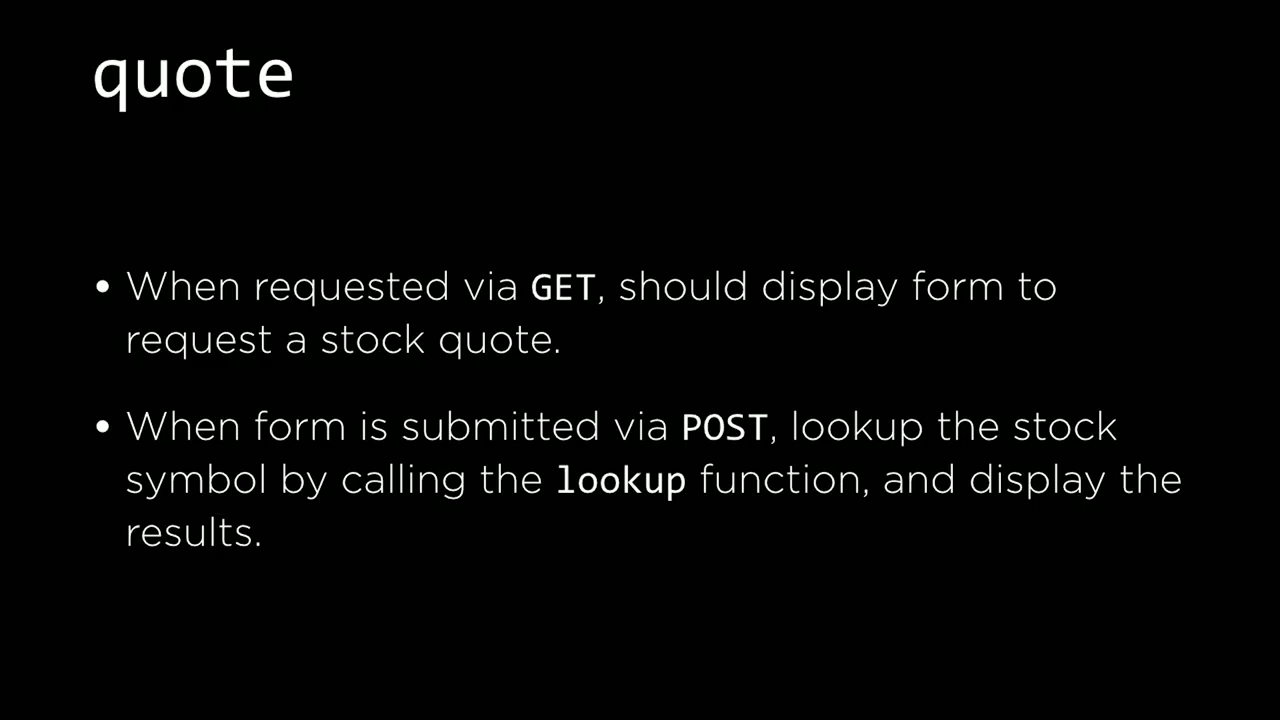 quote
• When requested via GET, should display form to
request a stock quote.
• When form is submitted via POST, lookup the stock
symbol by calling the lookup function, and display the
results.